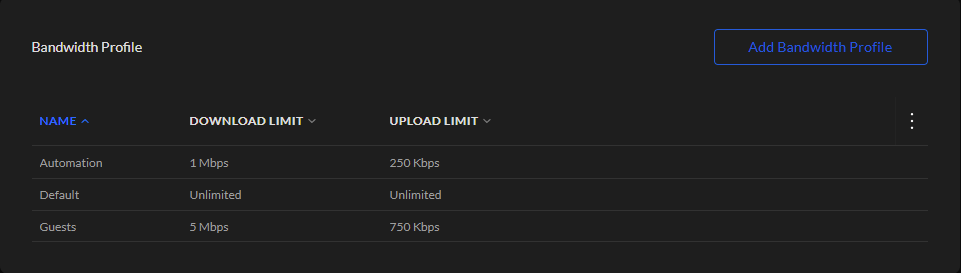 Bandwidth Profile
Add Bandwidth Profile
NAME DOWNLOAD LIMIT UPLOAD LIMIT
Automation 1 Mbps 250 Kbps
Default Unlimited Unlimited
Guests 5 Mbps 750 Kbps